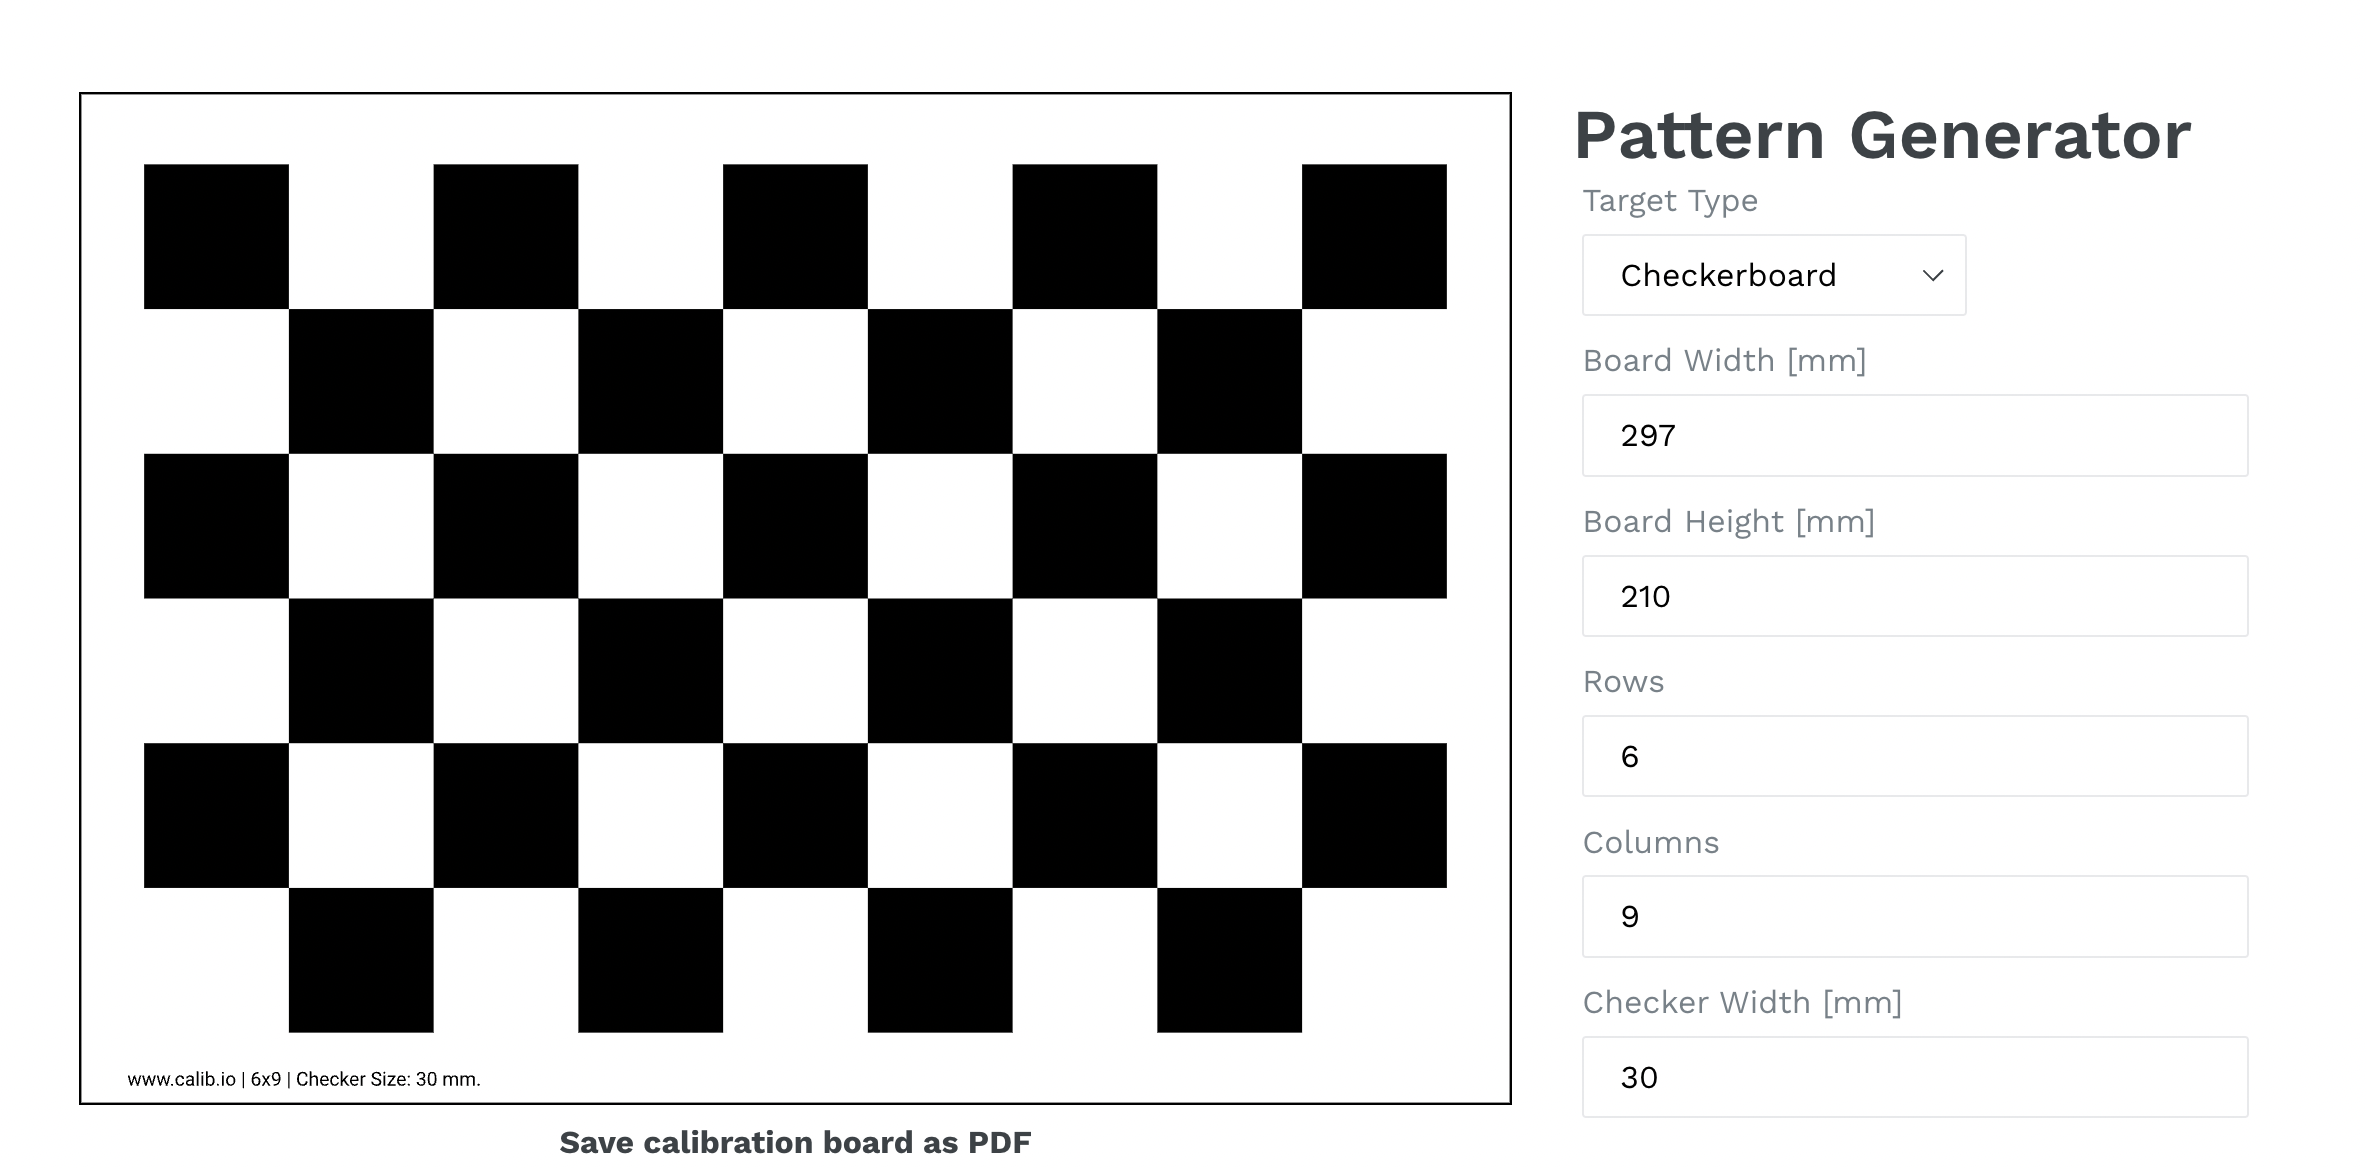 Pattern Generator
Target Type
Checkerboard
Board Width [mm]
297
Board Height [mm]
210
Rows
6
Columns
9
Checker Width [mm]
30
www.calib.io | 6x9 | Checker Size: 30 mm.
Save calibration board as PDF